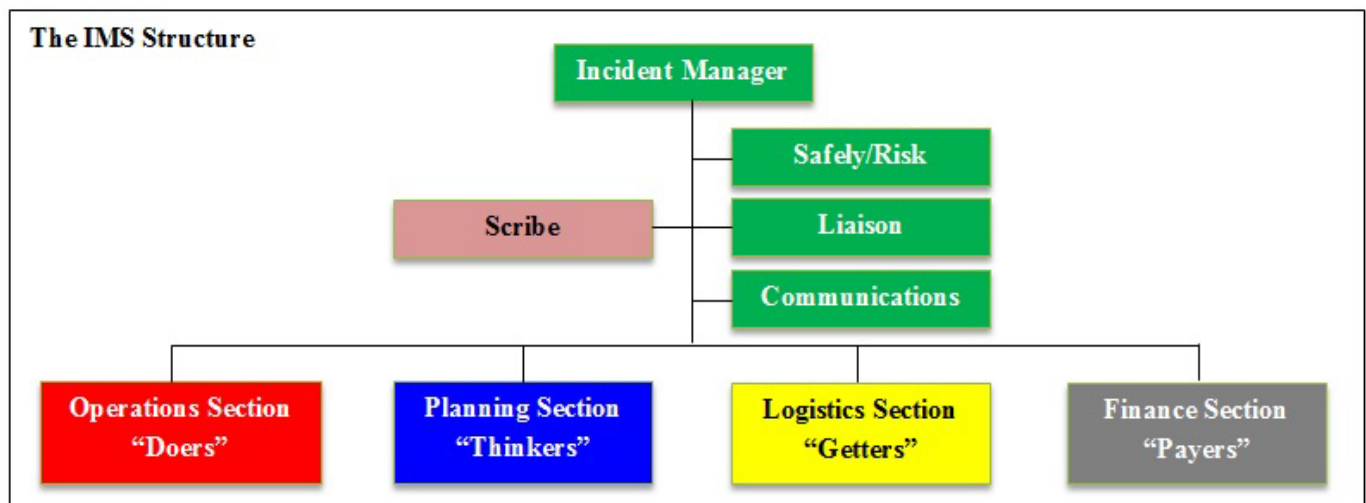 The IMS Structure
Incident Manager
Safely/Risk
Scribe
Liaison
Communications
Operations Section
“Doers”
Planning Section
“Thinkers”
Logistics Section
“Getters”
Finance Section
“Payers”